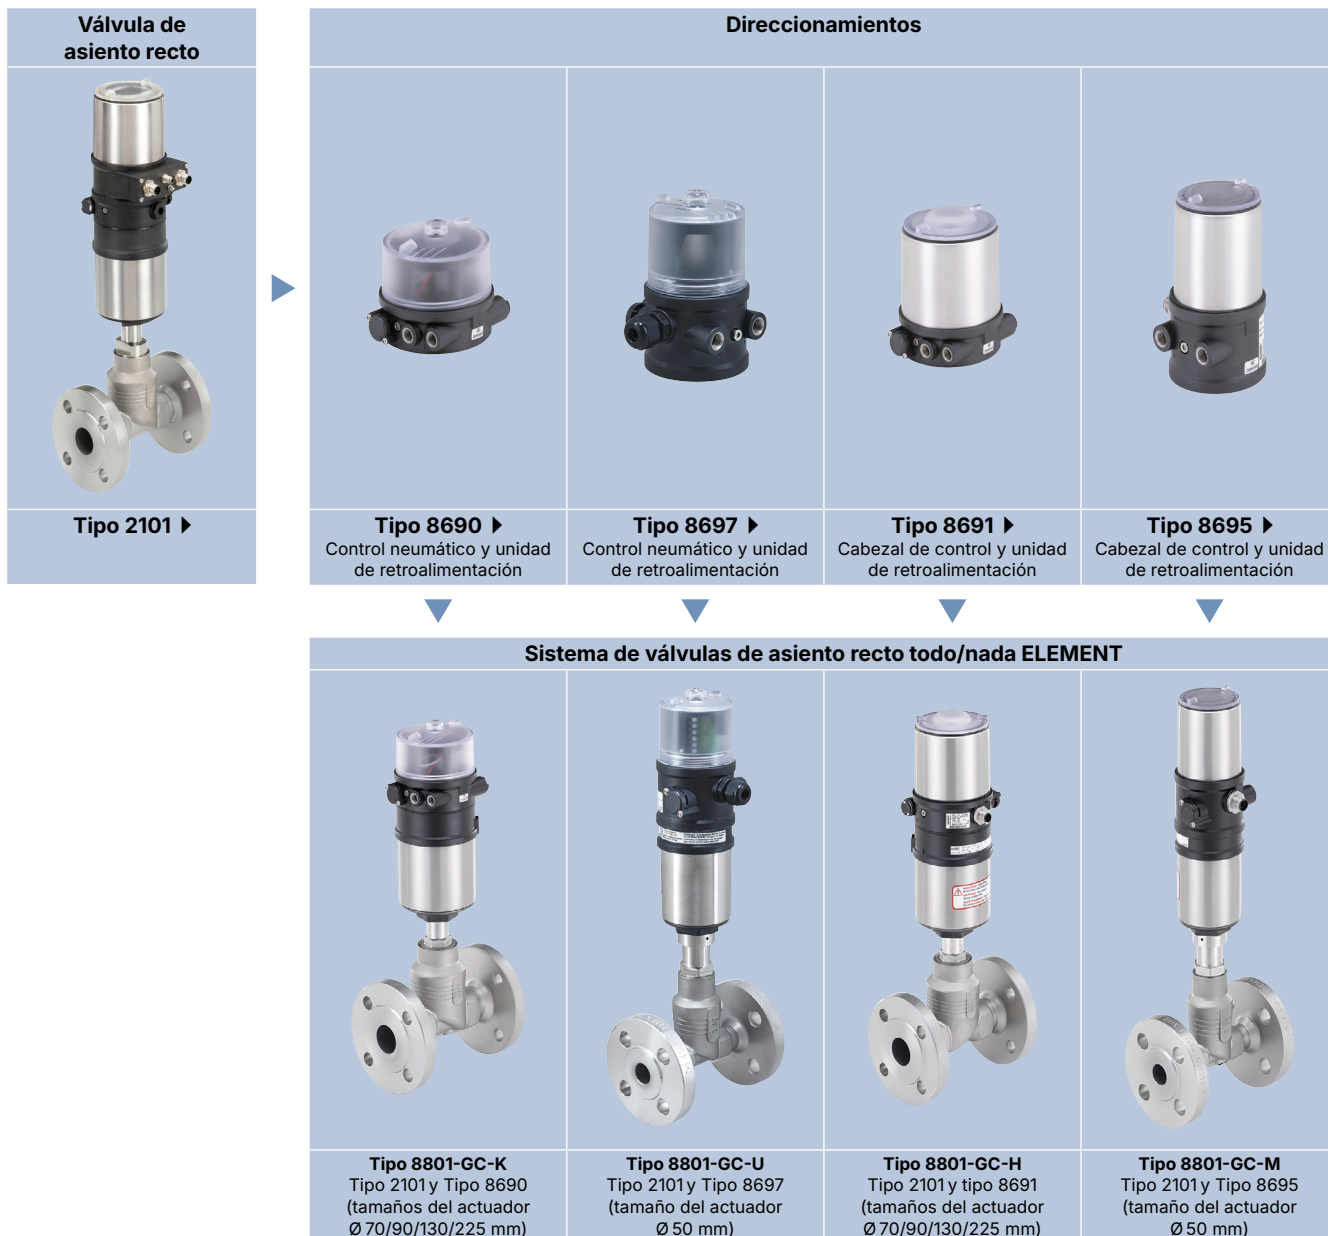 Válvula de
asiento recto
Direccionamientos
Tipo 2101
Tipo 8690
Control neumático y unidad
de retroalimentación
Tipo 8697
Control neumático y unidad
de retroalimentación
Tipo 8691
Cabezal de control y unidad
de retroalimentación
Tipo 8695
Cabezal de control y unidad
de retroalimentación
Sistema de válvulas de asiento recto todo/nada ELEMENT
Tipo 8801-GC-K
Tipo 2101 y Tipo 8690
(tamaños del actuador
Ø 70/90/130/225 mm)
Tipo 8801-GC-U
Tipo 2101 y Tipo 8697
(tamaño del actuador
Ø 50 mm)
Tipo 8801-GC-H
Tipo 2101 y tipo 8691
(tamaños del actuador
Ø 70/90/130/225 mm)
Tipo 8801-GC-M
Tipo 2101 y Tipo 8695
(tamaño del actuador
Ø 50 mm)